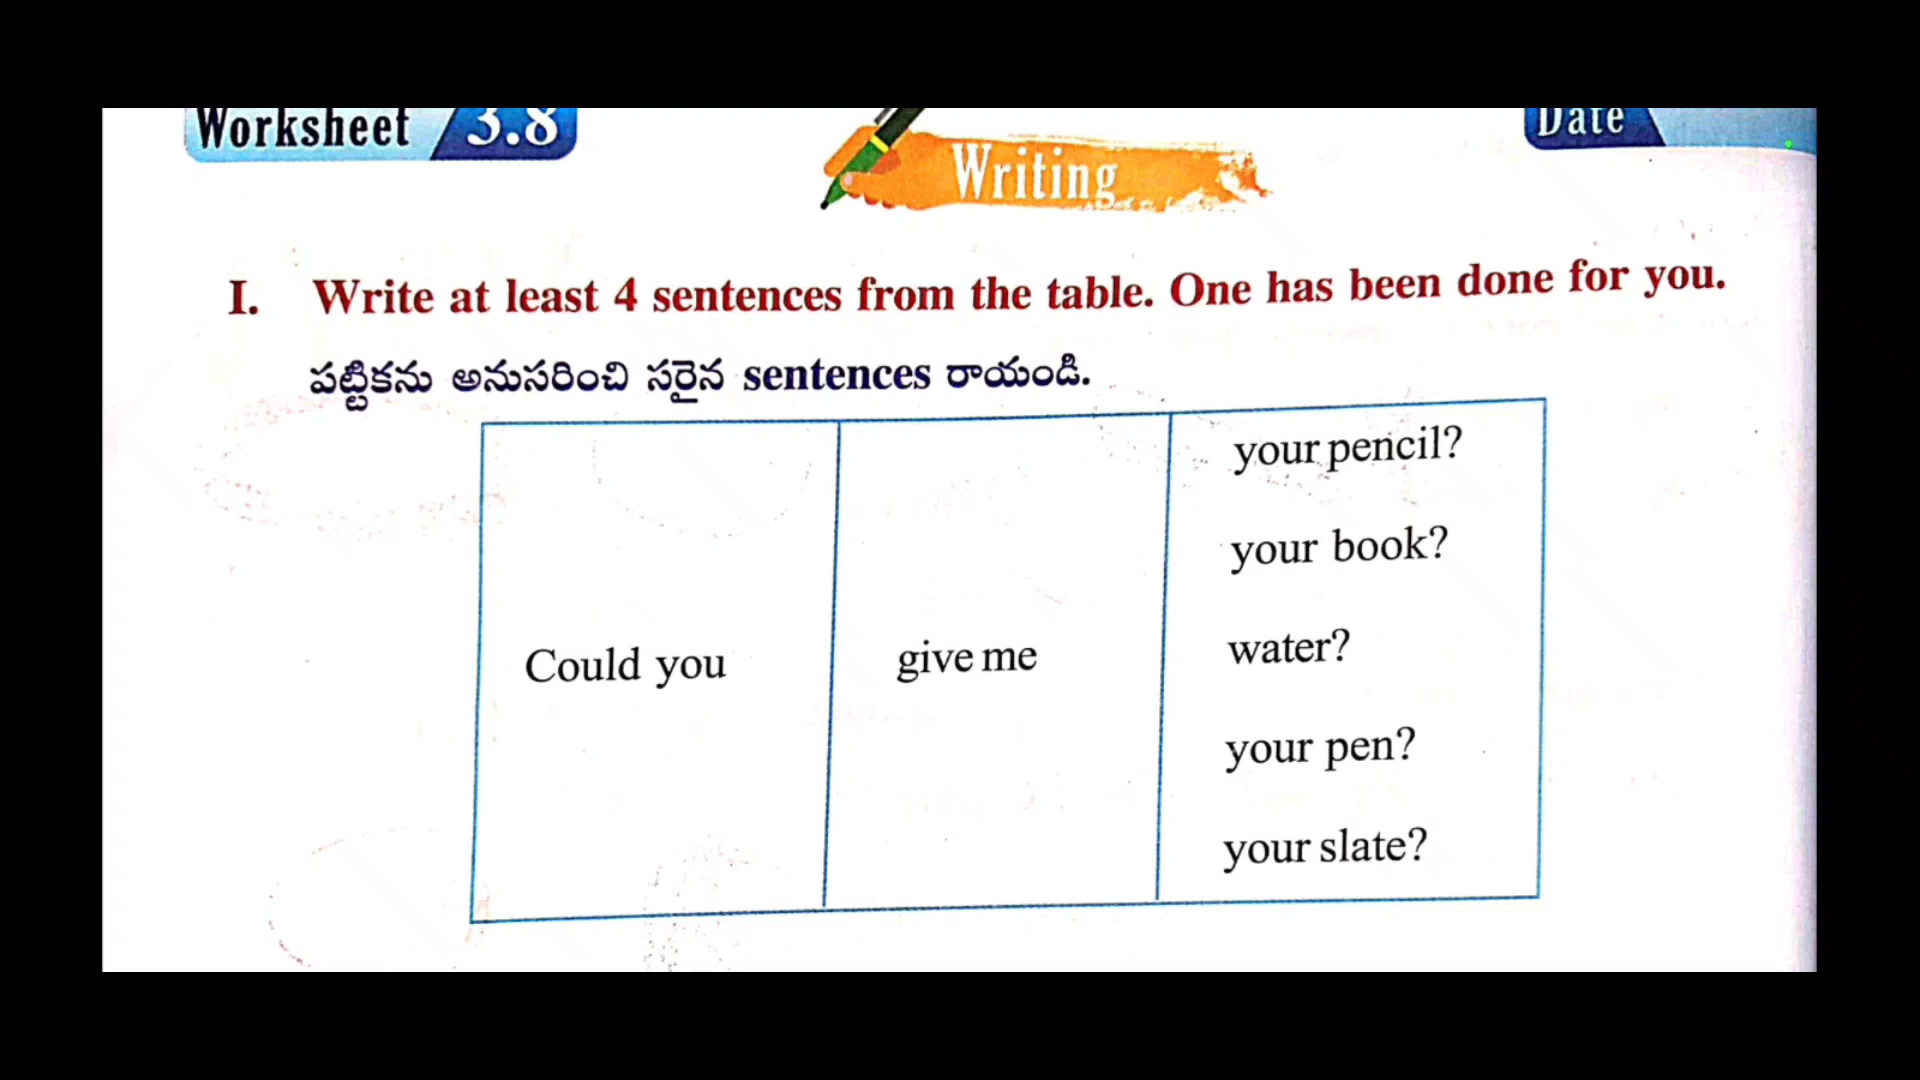 Worksheet 3.8
Date
Writing
I. Write at least 4 sentences from the table. One has been done for you.
పట్టికను అనుసరించి సరైన sentences రాయండి.
your pencil?
your book?
Could you give me water?
your pen?
your slate?